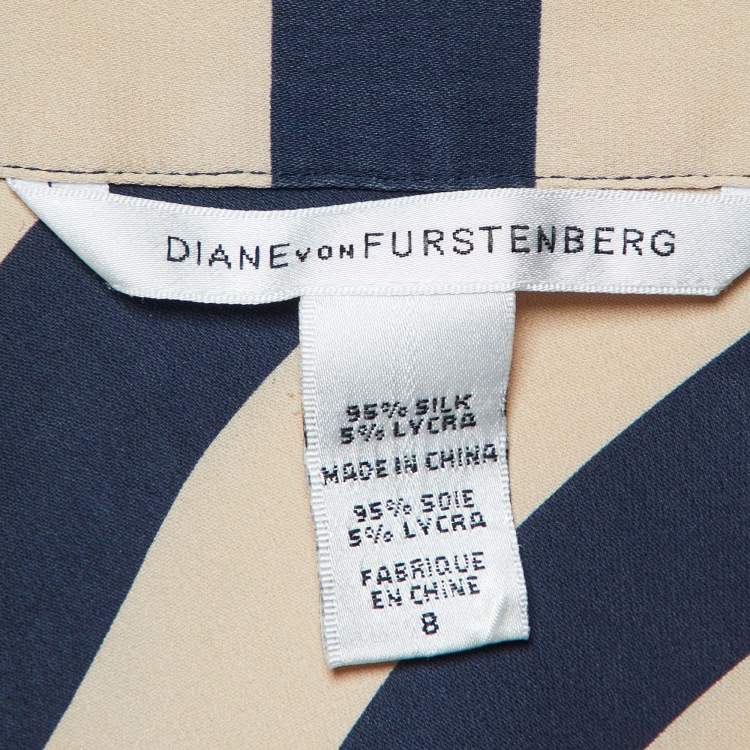 DIANE von FURSTENBERG
95% SILK
5% LYCRA
MADE IN CHINA
95% SOIE
5% LYCRA
FABRIQUE
EN CHINE
8